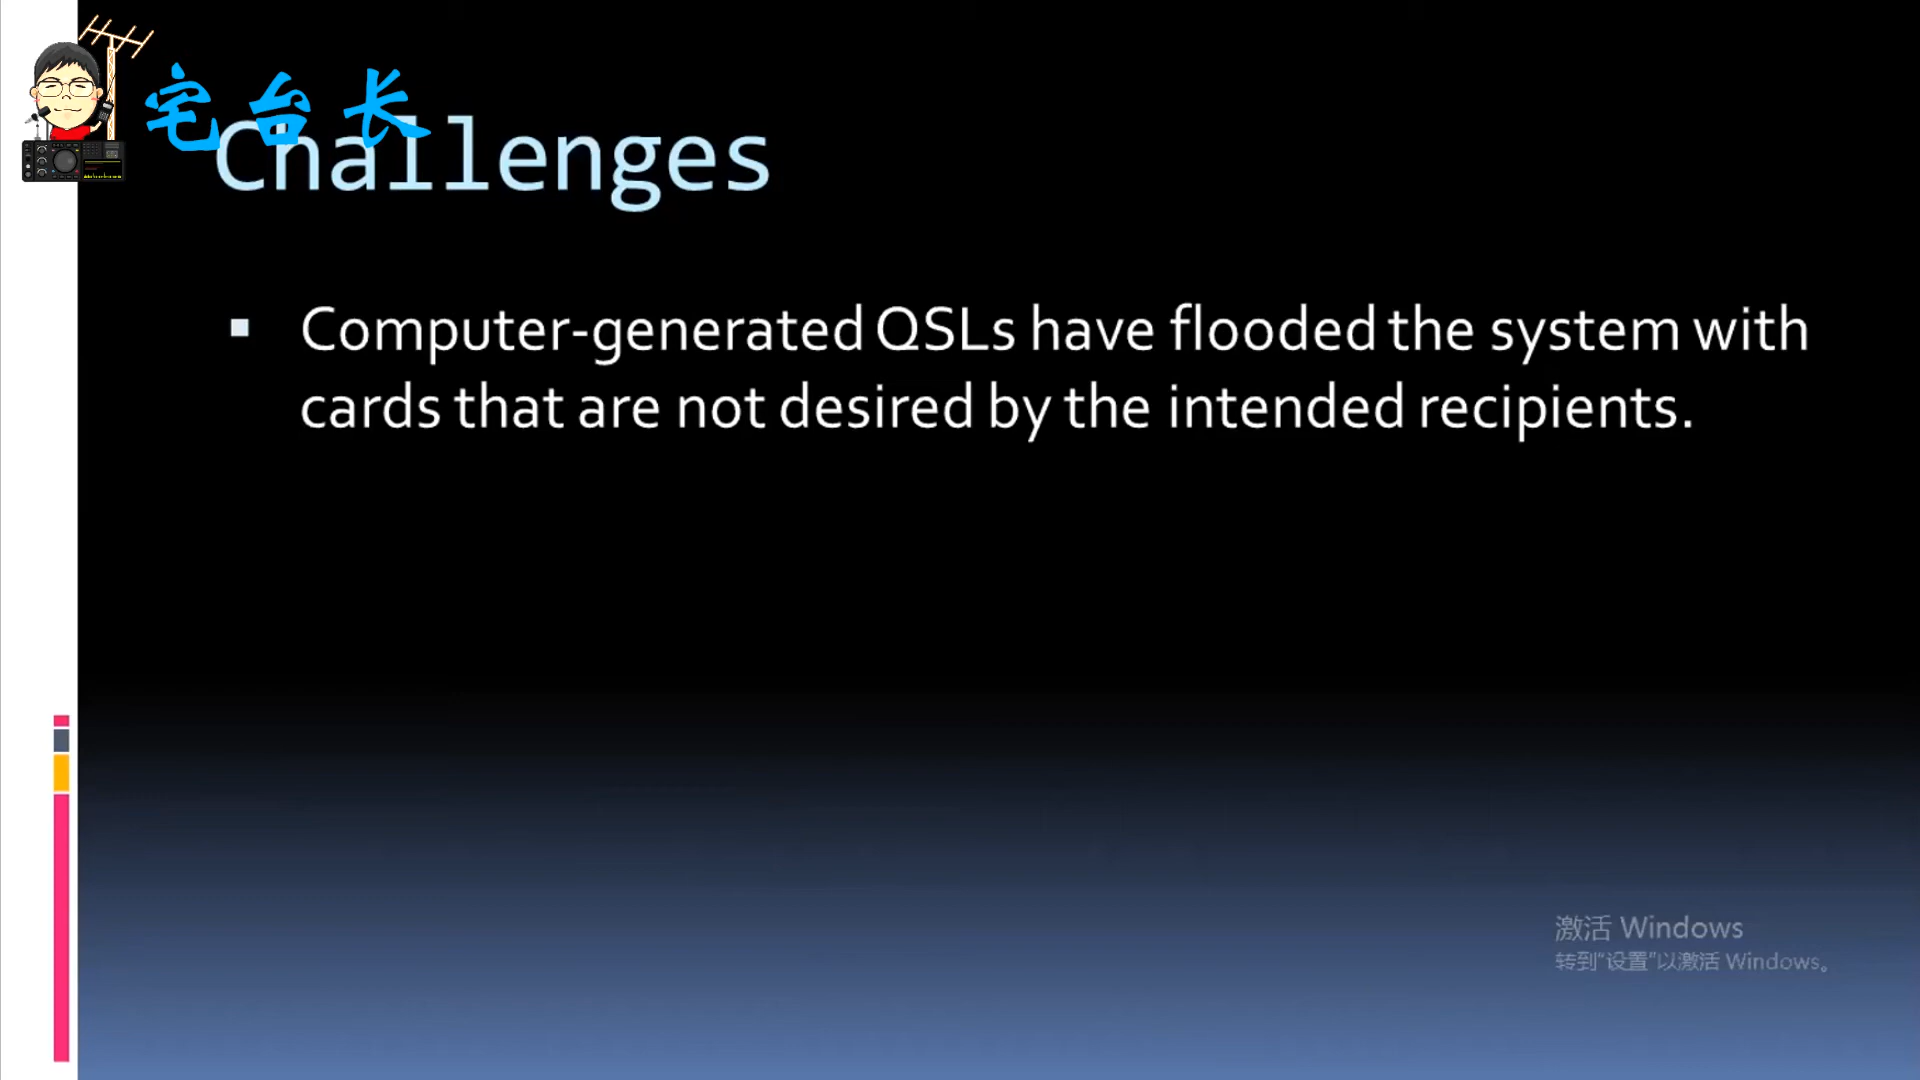 宅台长
Challenges
Computer-generated QSLs have flooded the system with
cards that are not desired by the intended recipients.
激活 Windows
转到“设置”以激活 Windows。